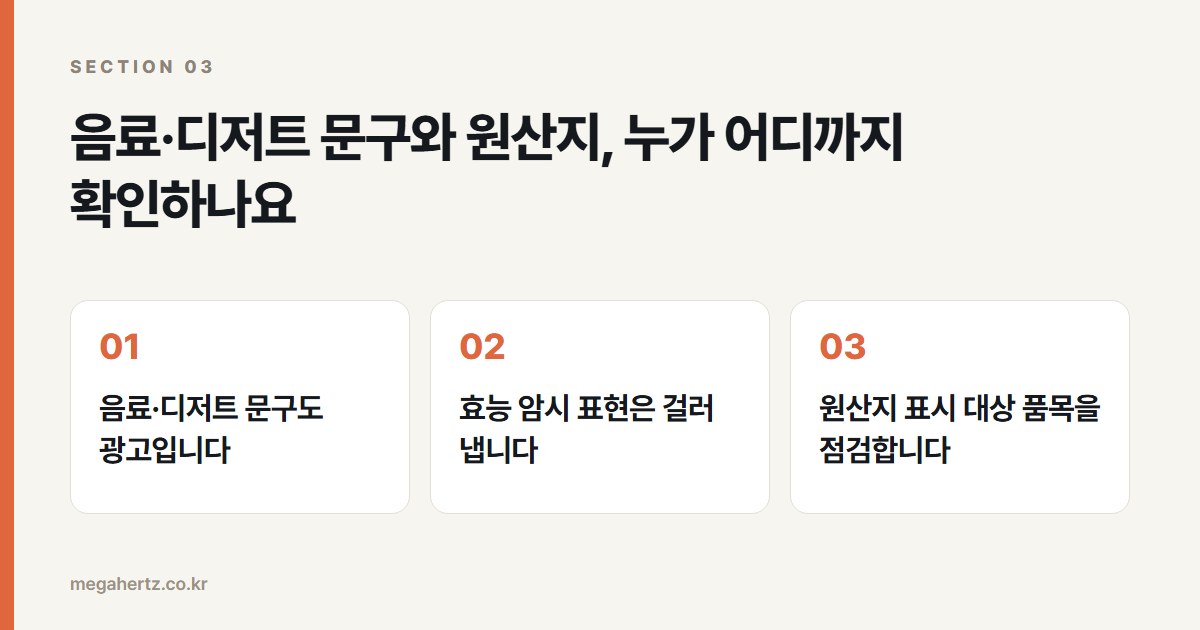 SECTION 03
음료·디저트 문구와 원산지, 누가 어디까지
확인하나요
01
음료·디저트 문구도
광고입니다
02
효능 암시 표현은 걸러
냅니다
03
원산지 표시 대상 품목을
점검합니다
megahertz.co.kr